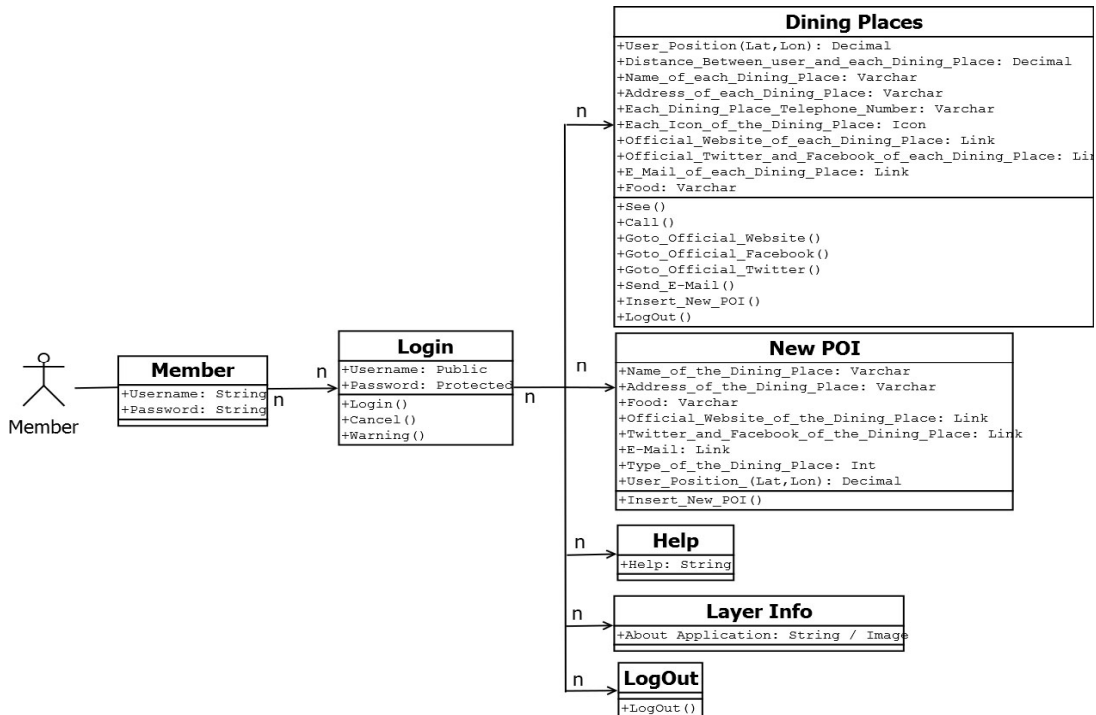 Dining Places
+User_Position(Lat,Lon): Decimal
+Distance_Between_user_and_each_Dining_Place: Decimal
+Name_of_each_Dining_Place: Varchar
+Address_of_each_Dining_Place: Varchar
+Each_Dining_Place_Telephone_Number: Varchar
+Each_Icon_of_the_Dining_Place: Icon
+Official_Website_of_each_Dining_Place: Link
+Official_Twitter_and_Facebook_of_each_Dining_Place: Lin
+E_Mail_of_each_Dining_Place: Link
+Food: Varchar
+See()
+Call()
+Goto_Official_Website()
+Goto_Official_Facebook()
+Goto_Official_Twitter()
+Send_E-Mail()
+Insert_New_POI()
+LogOut()
n
Member
Member
+Username: String
+Password: String
n
n
Login
+Username: Public
+Password: Protected
+Login()
+Cancel()
+Warning()
n
n
New POI
+Name_of_the_Dining_Place: Varchar
+Address_of_the_Dining_Place: Varchar
+Food: Varchar
+Official_Website_of_the_Dining_Place: Link
+Twitter_and_Facebook_of_the_Dining_Place: Link
+E-Mail: Link
+Type_of_the_Dining_Place: Int
+User_Position_(Lat,Lon): Decimal
+Insert_New_POI()
n
Help
+Help: String
n
Layer Info
+About Application: String / Image
n
LogOut
+LogOut()